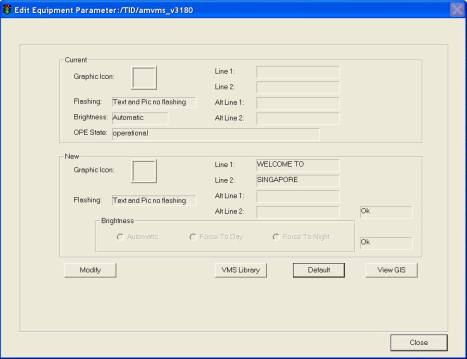 Edit Equipment Parameter:/TID/amvms_v3180
Current
Graphic Icon:
Line 1:
Line 2:
Flashing: Text and Pic no flashing
Alt Line 1:
Brightness: Automatic
Alt Line 2:
OPE State: operational
New
Graphic Icon:
Line 1: WELCOME TO
Line 2: SINGAPORE
Flashing: Text and Pic no flashing
Alt Line 1:
Alt Line 2:
Ok
Brightness
Automatic Force To Day Force To Night
Ok
Modify VMS Library Default View GIS
Close